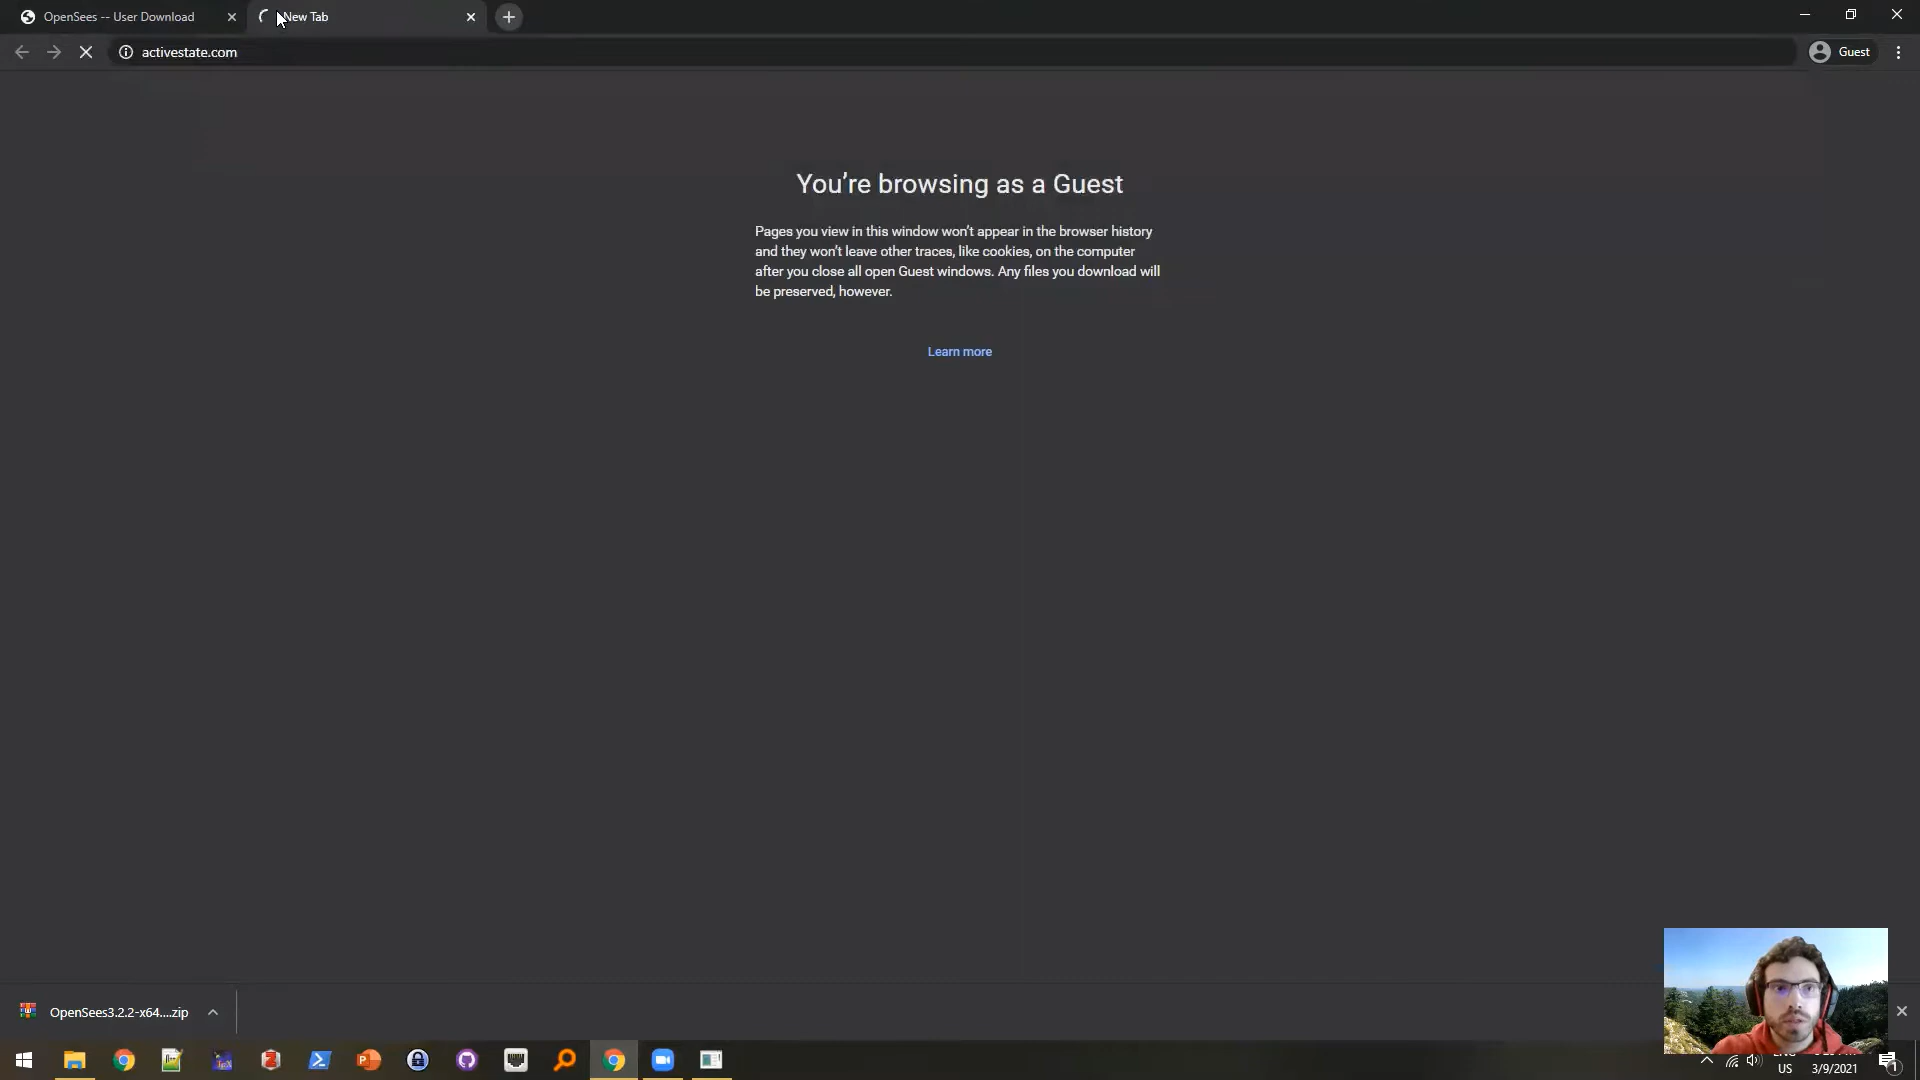 OpenSees -- User Download
New Tab
activestate.com
Guest
You’re browsing as a Guest
Pages you view in this window won’t appear in the browser history
and they won’t leave other traces, like cookies, on the computer
after you close all open Guest windows. Any files you download will
be preserved, however.
Learn more
OpenSees3.2.2-x64....zip
US
3/9/2021
1